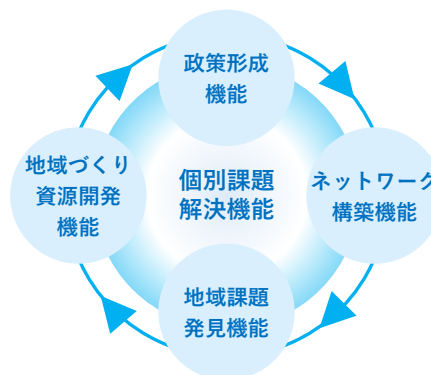 政策形成
機能
地域づくり
資源開発
機能
個別課題
解決機能
ネットワーク
構築機能
地域課題
発見機能